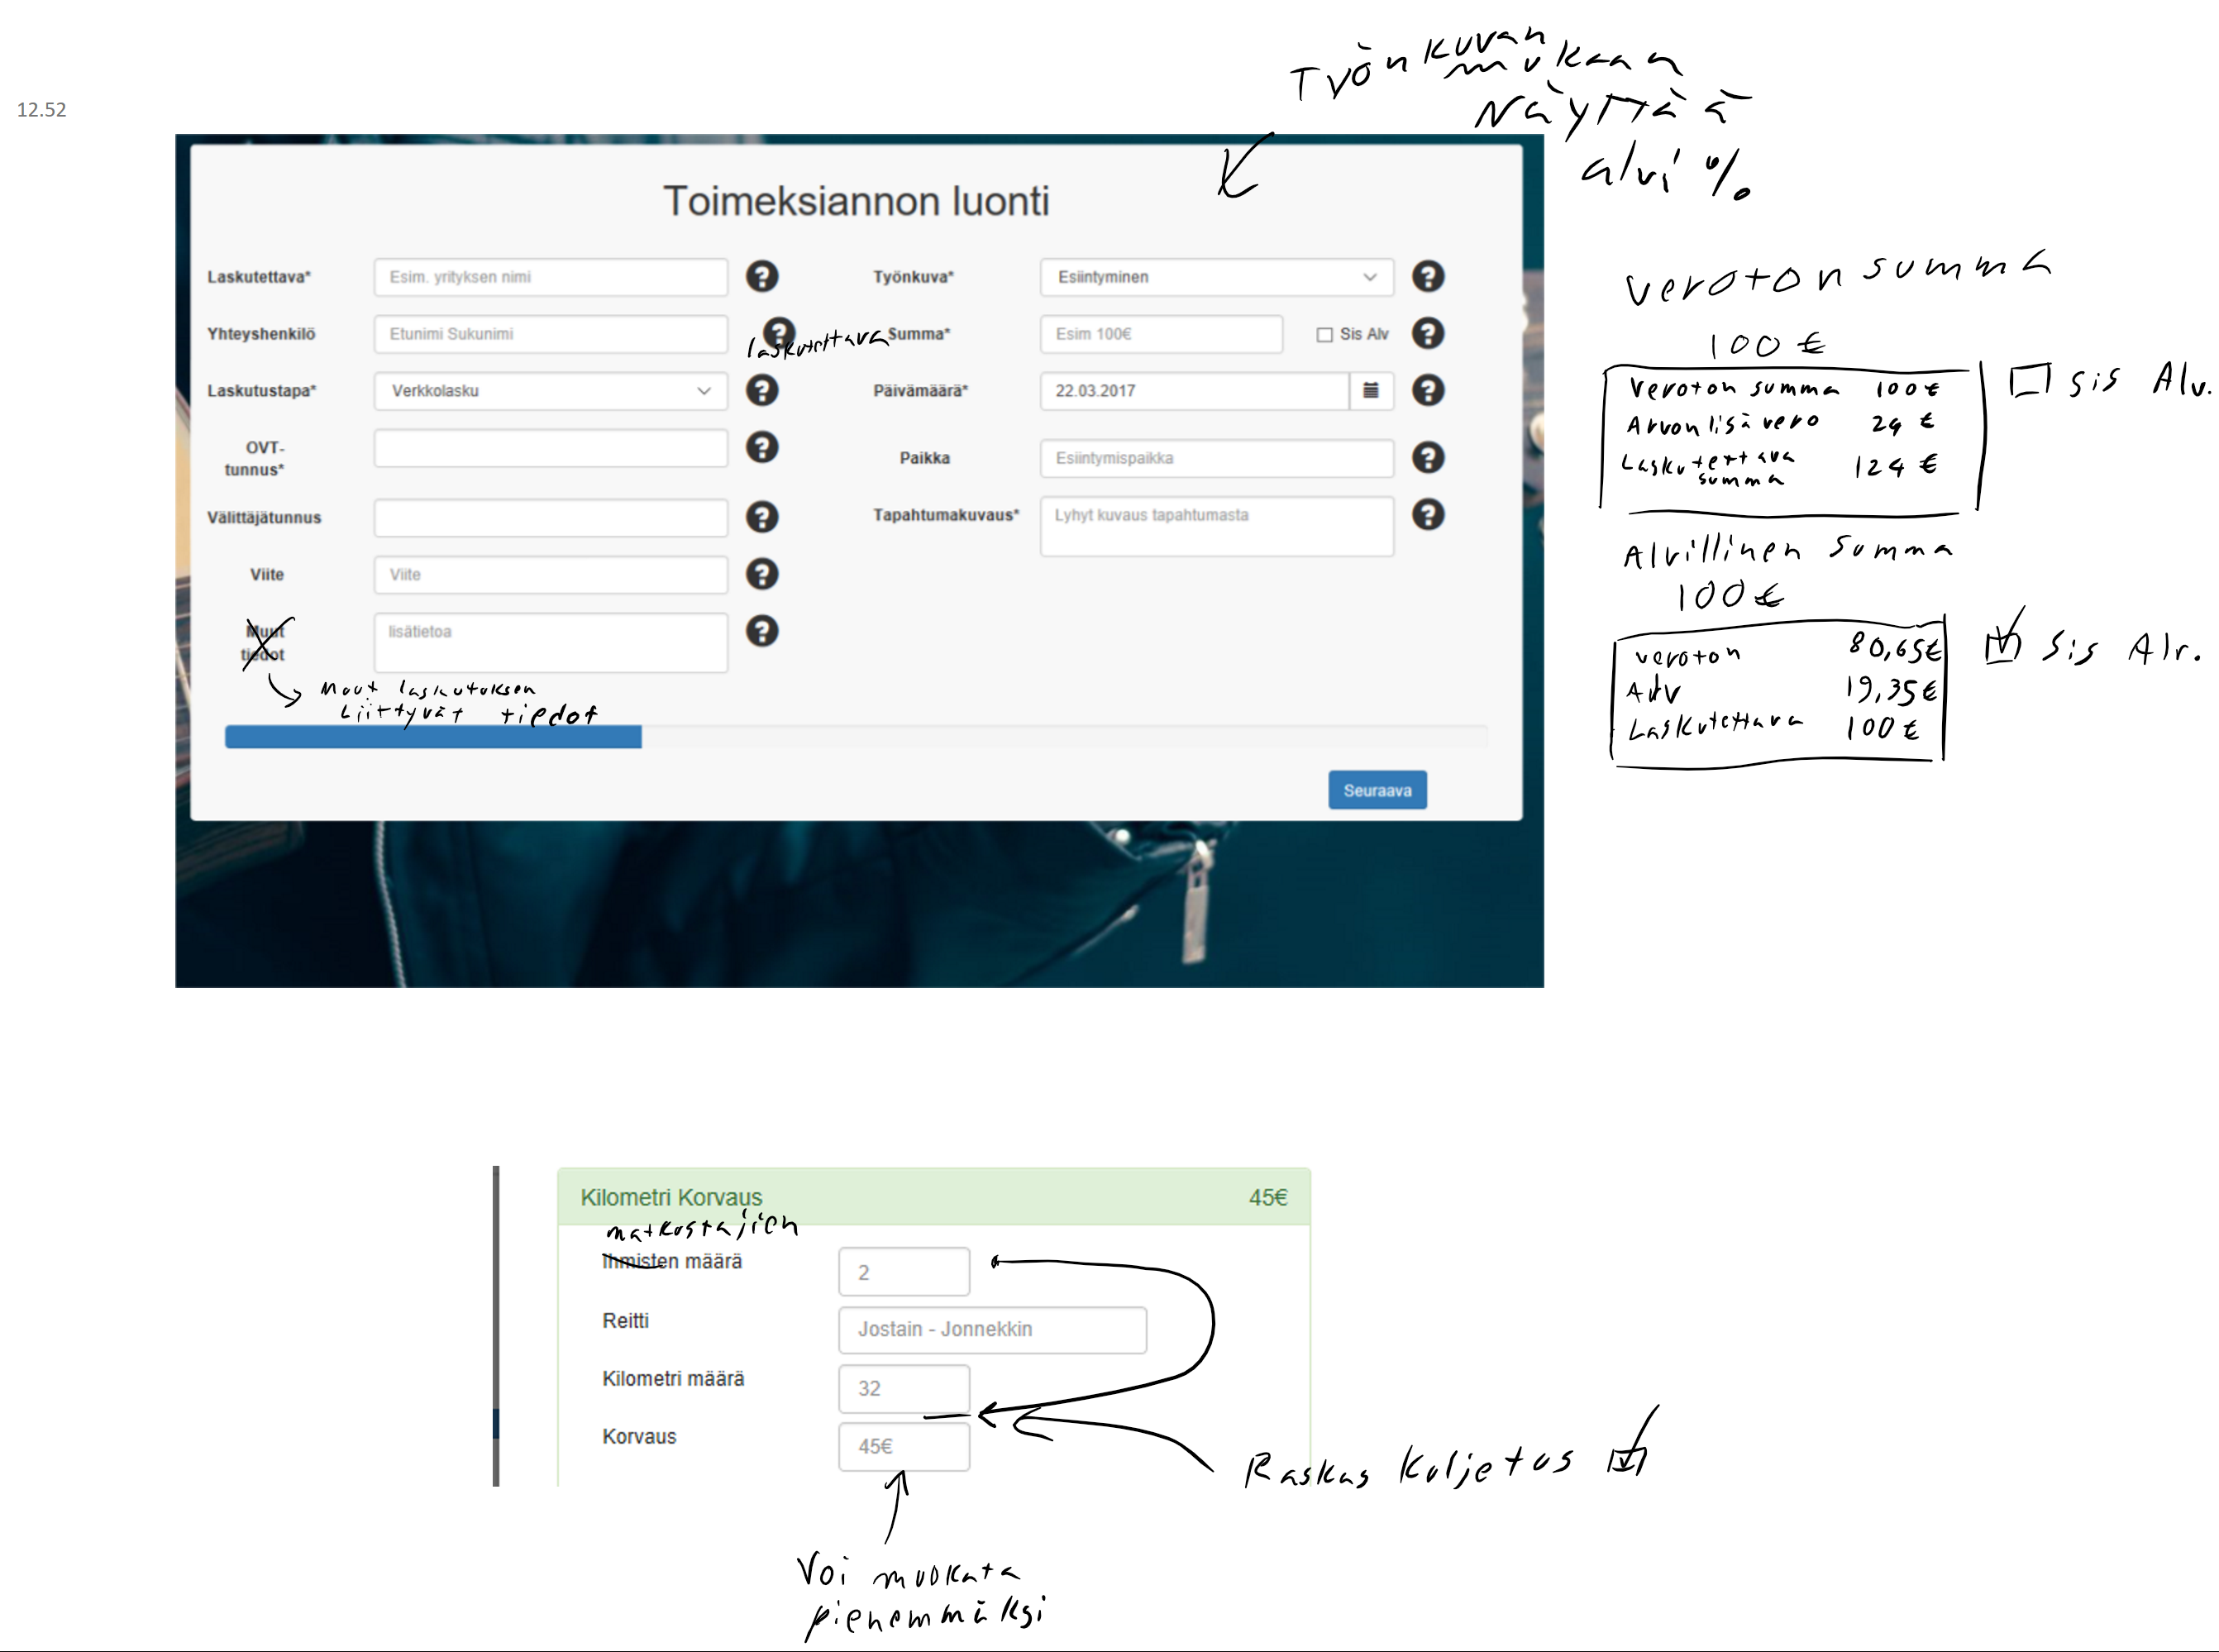 12.52
Työnkuvan
mukaan
Näyttää
alvi %
Toimeksiannon luonti
Laskutettava*
Esim. yrityksen nimi
?
Työnkuva*
Esiintyminen
?
Yhteyshenkilö
Etunimi Sukunimi
?
laskutettava
Summa*
Esim 100€
Sis Alv
?
Laskutustapa*
Verkkolasku
?
Päivämäärä*
22.03.2017
?
OVT-
tunnus*
?
Paikka
Esiintymispaikka
?
Välittäjätunnus
?
Tapahtumakuvaus*
Lyhyt kuvaus tapahtumasta
?
Viite
Viite
?
Muut
tiedot
lisätietoa
?
Muut laskutuksen
Liittyvät tiedot
Seuraava
veroton summa
100 €
Veroton summa 100 €
Arvonlisävero 24 €
Laskutettava 124 €
summa
sis Alv.
Alvillinen summa
100 €
veroton 80,65€
Alv 19,35€
Laskutettava 100 €
Sis Alv.
Kilometri Korvaus
45€
matkustajien
Ihmisten määrä
2
Reitti
Jostain - Jonnekkin
Kilometri määrä
32
Korvaus
45€
Raskas kuljetus
Voi muokata
pienemmäksi